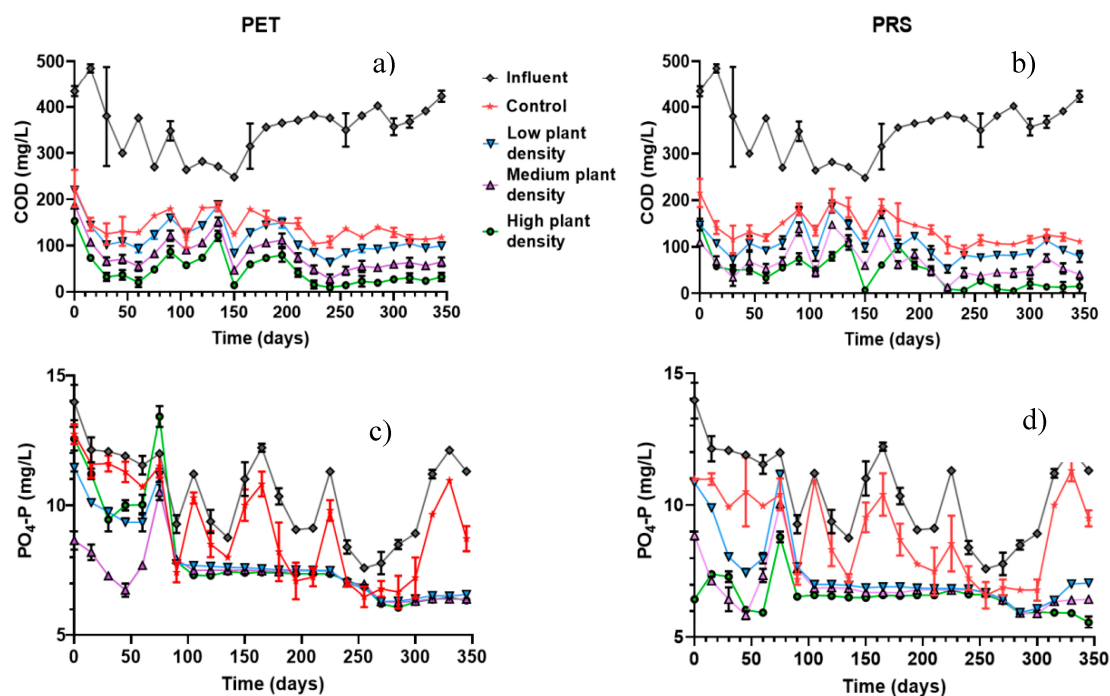 PET
PRS
a)
b)
500
400
300
200
100
0
COD (mg/L)
0 50 100 150 200 250 300 350
Time (days)
Influent
Control
Low plant
density
Medium plant
density
High plant
density
500
400
300
200
100
0
COD (mg/L)
0 50 100 150 200 250 300 350
Time (days)
c)
15
10
5
PO4-P (mg/L)
0 50 100 150 200 250 300 350
Time (days)
d)
15
10
5
PO4-P (mg/L)
0 50 100 150 200 250 300 350
Time (days)